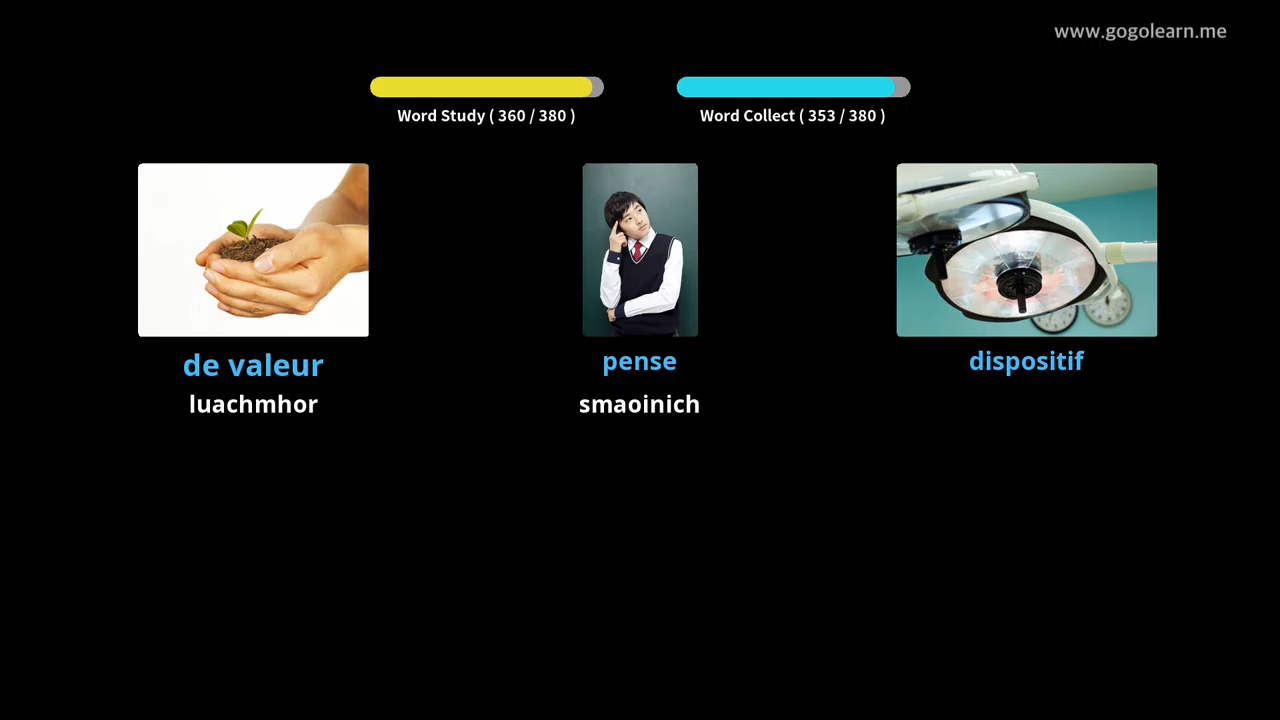 www.gogolearn.me
Word Study ( 360 / 380 )
Word Collect ( 353 / 380 )
de valeur
luachmhor
pense
smaoinich
dispositif